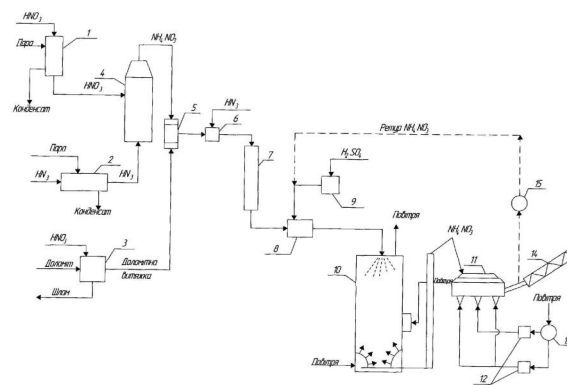 HNO₃
1
Пара
Конденсат
HNO₃
NH₄NO₃
4
5
HN₃
6
7
Пара
2
HN₃
HN₃
Конденсат
HNO₃
3
Доломіт
Доломітна
витяжка
Шлам
Ретур NH₄NO₃
H₂SO₄
9
8
Повітря
10
Повітря
NH₄NO₃
Повітря
11
15
14
Повітря
12